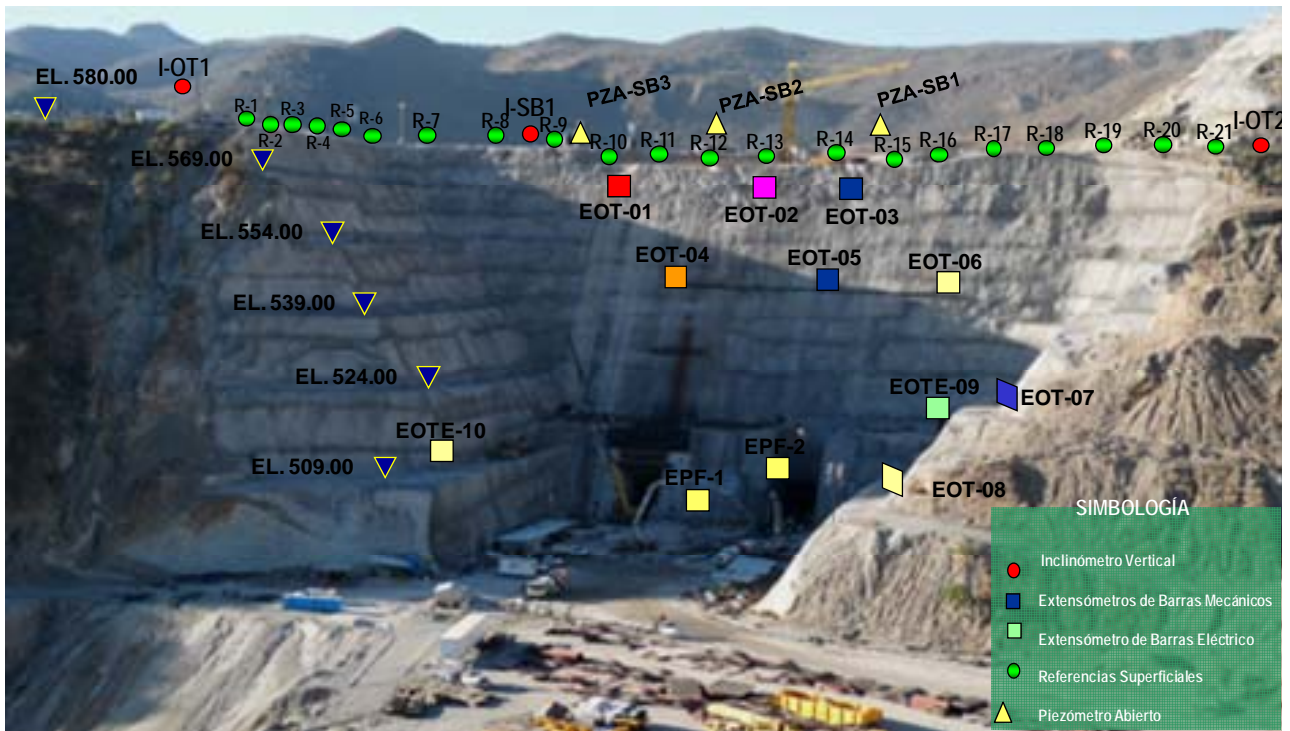 EL. 580.00
I-OT1
R-1
R-2
R-3
R-4
R-5
R-6
R-7
R-8
I-SB1
R-9
PZA-SB3
R-10
R-11
PZA-SB2
R-12
R-13
R-14
PZA-SB1
R-15
R-16
R-17
R-18
R-19
R-20
R-21
I-OT2
EL. 569.00
EOT-01
EOT-02
EOT-03
EL. 554.00
EOT-04
EOT-05
EOT-06
EL. 539.00
EL. 524.00
EOTE-09
EOT-07
EOTE-10
EL. 509.00
EPF-2
EPF-1
EOT-08
SIMBOLOGÍA
Inclinómetro Vertical
Extensómetros de Barras Mecánicos
Extensómetro de Barras Eléctrico
Referencias Superficiales
Piezómetro Abierto